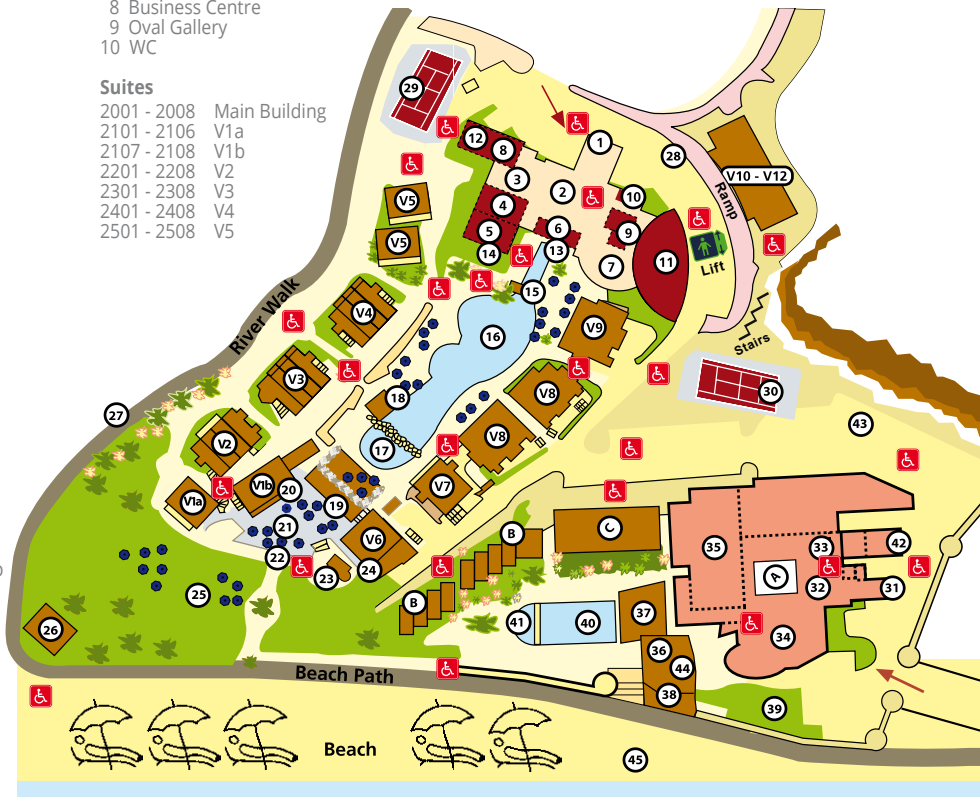 8 Business Centre
9 Oval Gallery
10 WC
Suites
2001 - 2008 Main Building
2101 - 2106 V1a
2107 - 2108 V1b
2201 - 2208 V2
2301 - 2308 V3
2401 - 2408 V4
2501 - 2508 V5
29
12
8
1
28
V10 - V12
3
2
Ramp
V5
4
10
5
6
9
V5
14
13
7
11
Lift
15
River Walk
V4
16
V9
Stairs
V3
30
18
V8
27
43
V2
17
V8
V1b
20
V7
V1a
19
21
B
C
35
33
42
22
V6
A
23
24
32
31
25
B
41
40
37
26
34
36
44
Beach Path
38
39
Beach
45